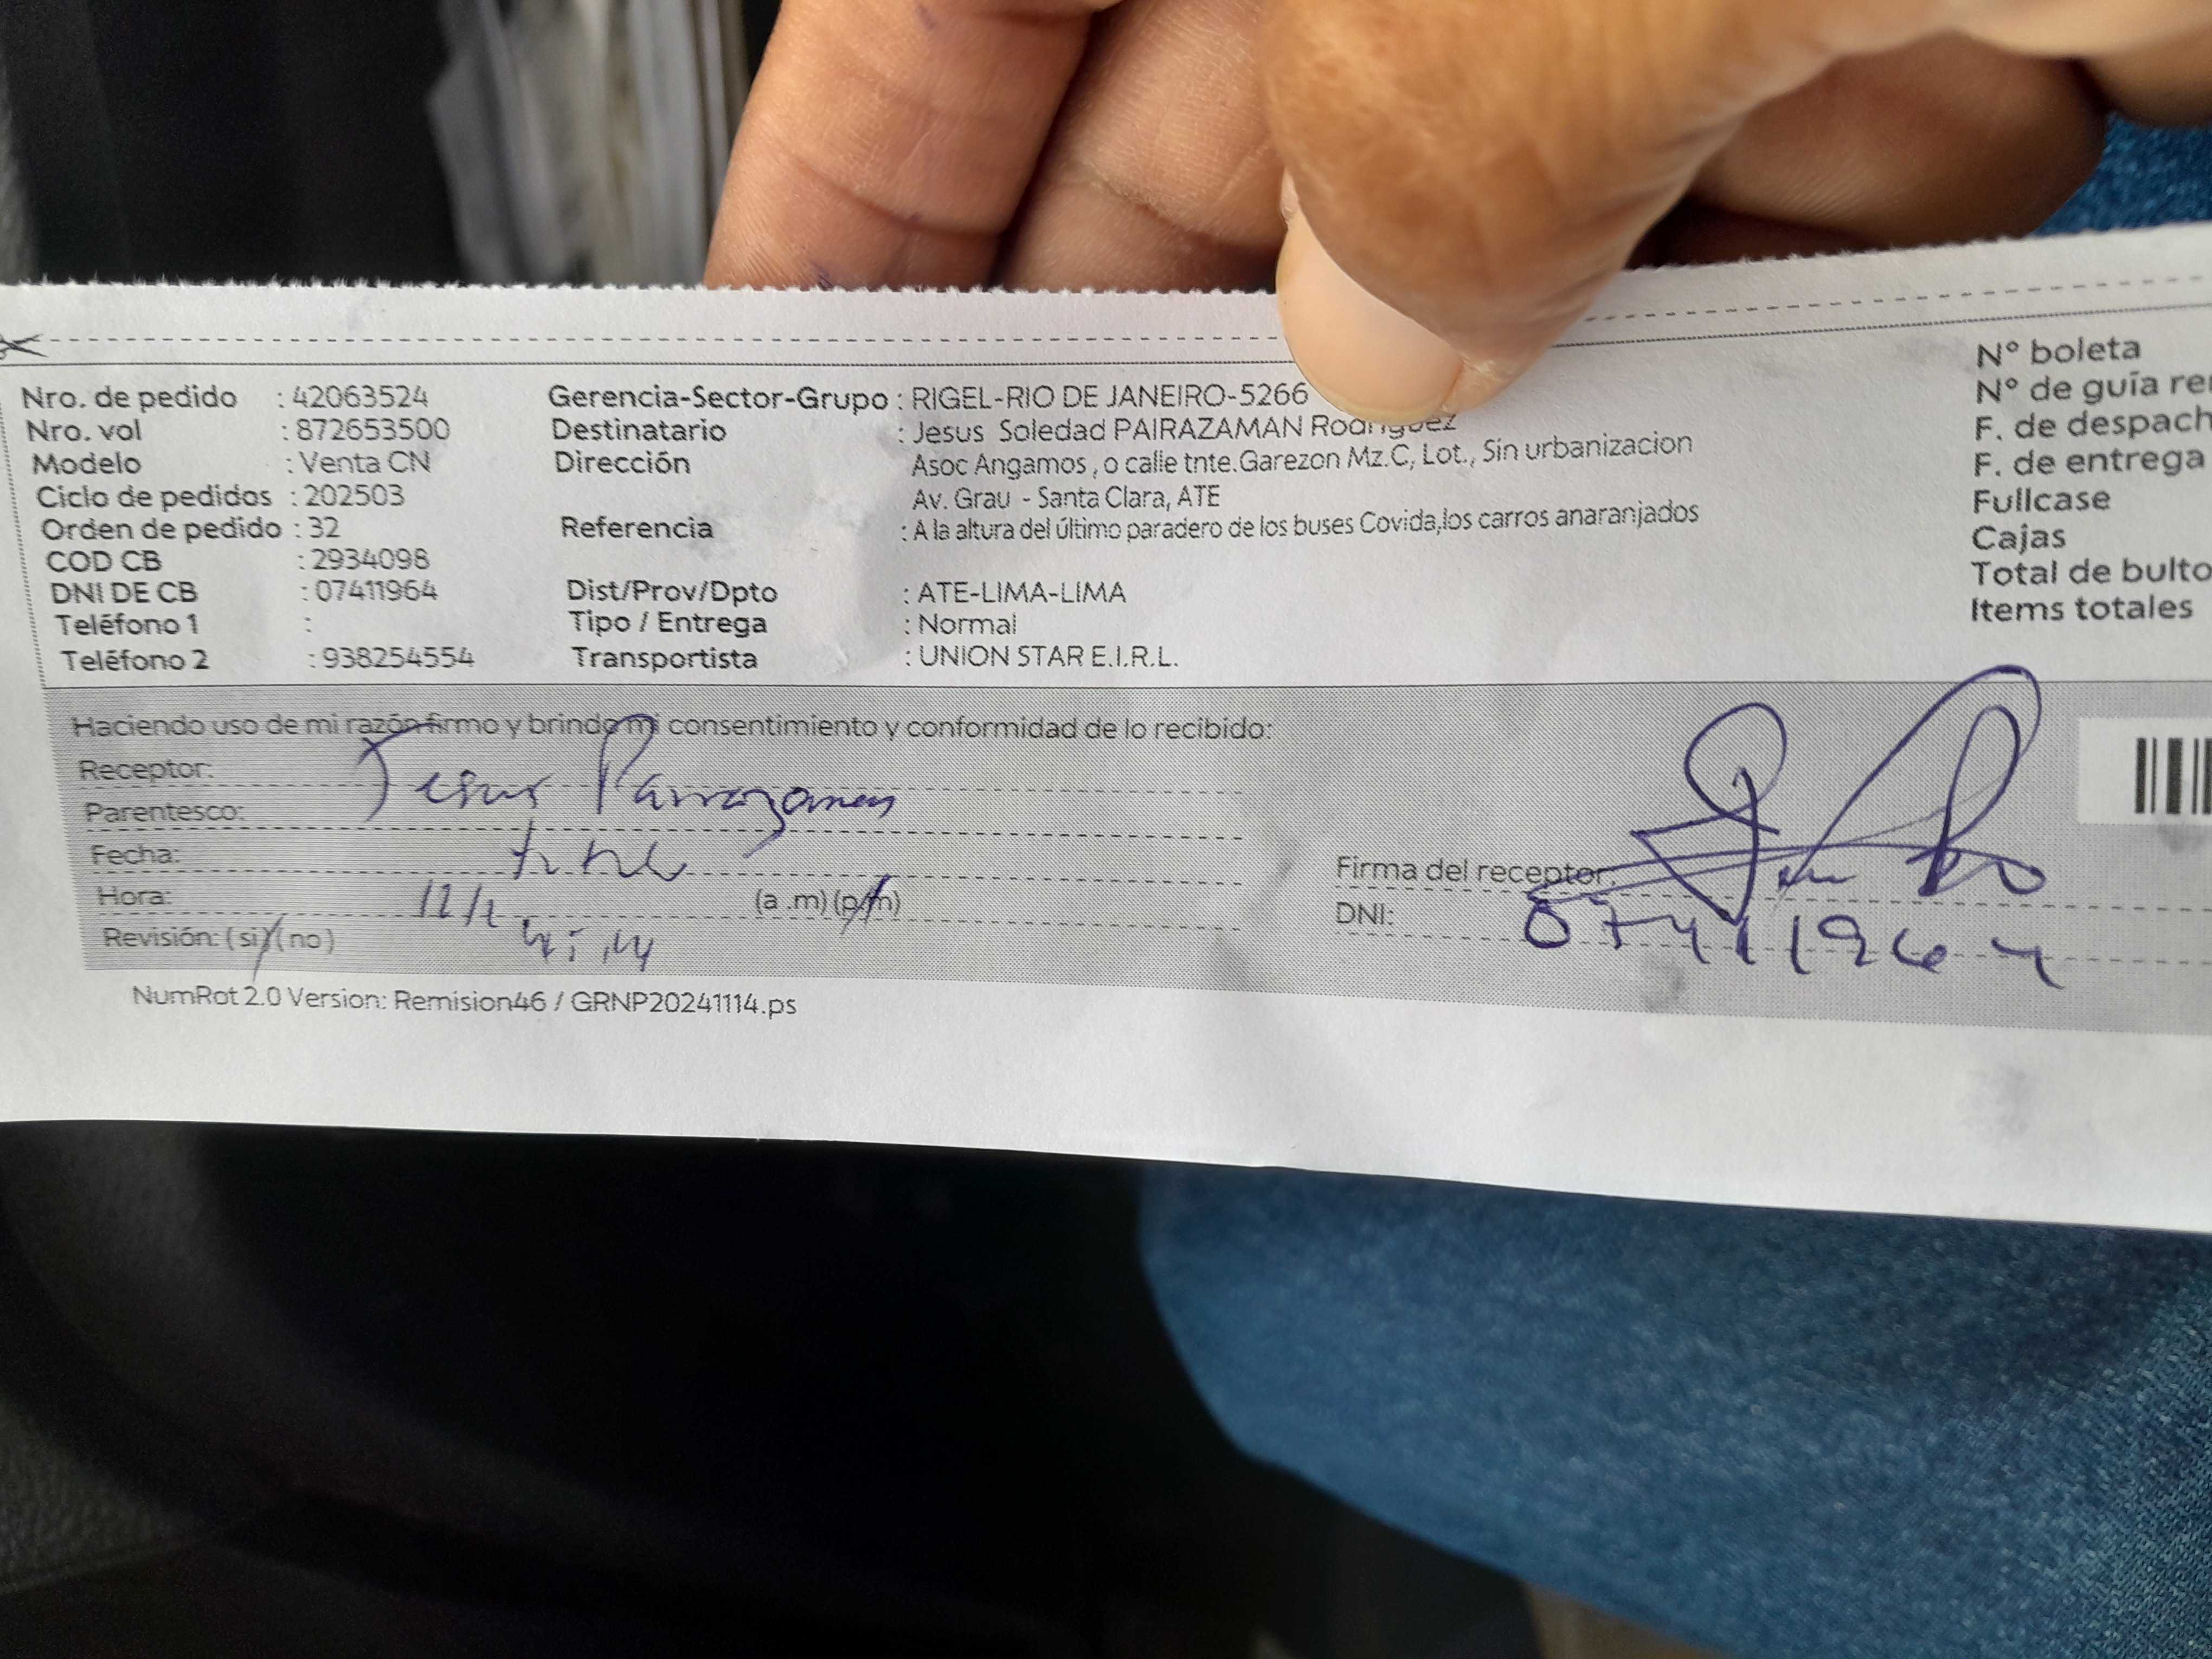 Nro. de pedido : 42063524 Gerencia-Sector-Grupo : RIGEL-RIO DE JANEIRO-5266 N° boleta
Nro. vol : 872653500 Destinatario : Jesus Soledad PAIRAZAMAN Rodriguez N° de guía re
Modelo : Venta CN Dirección Asoc Angamos , o calle tnte.Garezon Mz.C, Lot., Sin urbanizacion F. de despach
Ciclo de pedidos : 202503 Av. Grau - Santa Clara, ATE F. de entrega
Orden de pedido : 32 Referencia : A la altura del último paradero de los buses Covida,los carros anaranjados Fullcase
COD CB : 2934098 Cajas
DNI DE CB : 07411964 Dist/Prov/Dpto : ATE-LIMA-LIMA Total de bulto
Teléfono 1 : Tipo / Entrega : Normal Items totales
Teléfono 2 : 938254554 Transportista : UNION STAR E.I.R.L.
Haciendo uso de mi razón firmo y brindo mi consentimiento y conformidad de lo recibido:
Receptor: Jesus
Parentesco:
Fecha: 12/2
Hora: (a .m) (p.m)
Revisión: (si) (no)
Firma del receptor:
DNI: 07411964
NumRot 2.0 Version: Remision46 / GRNP20241114.ps